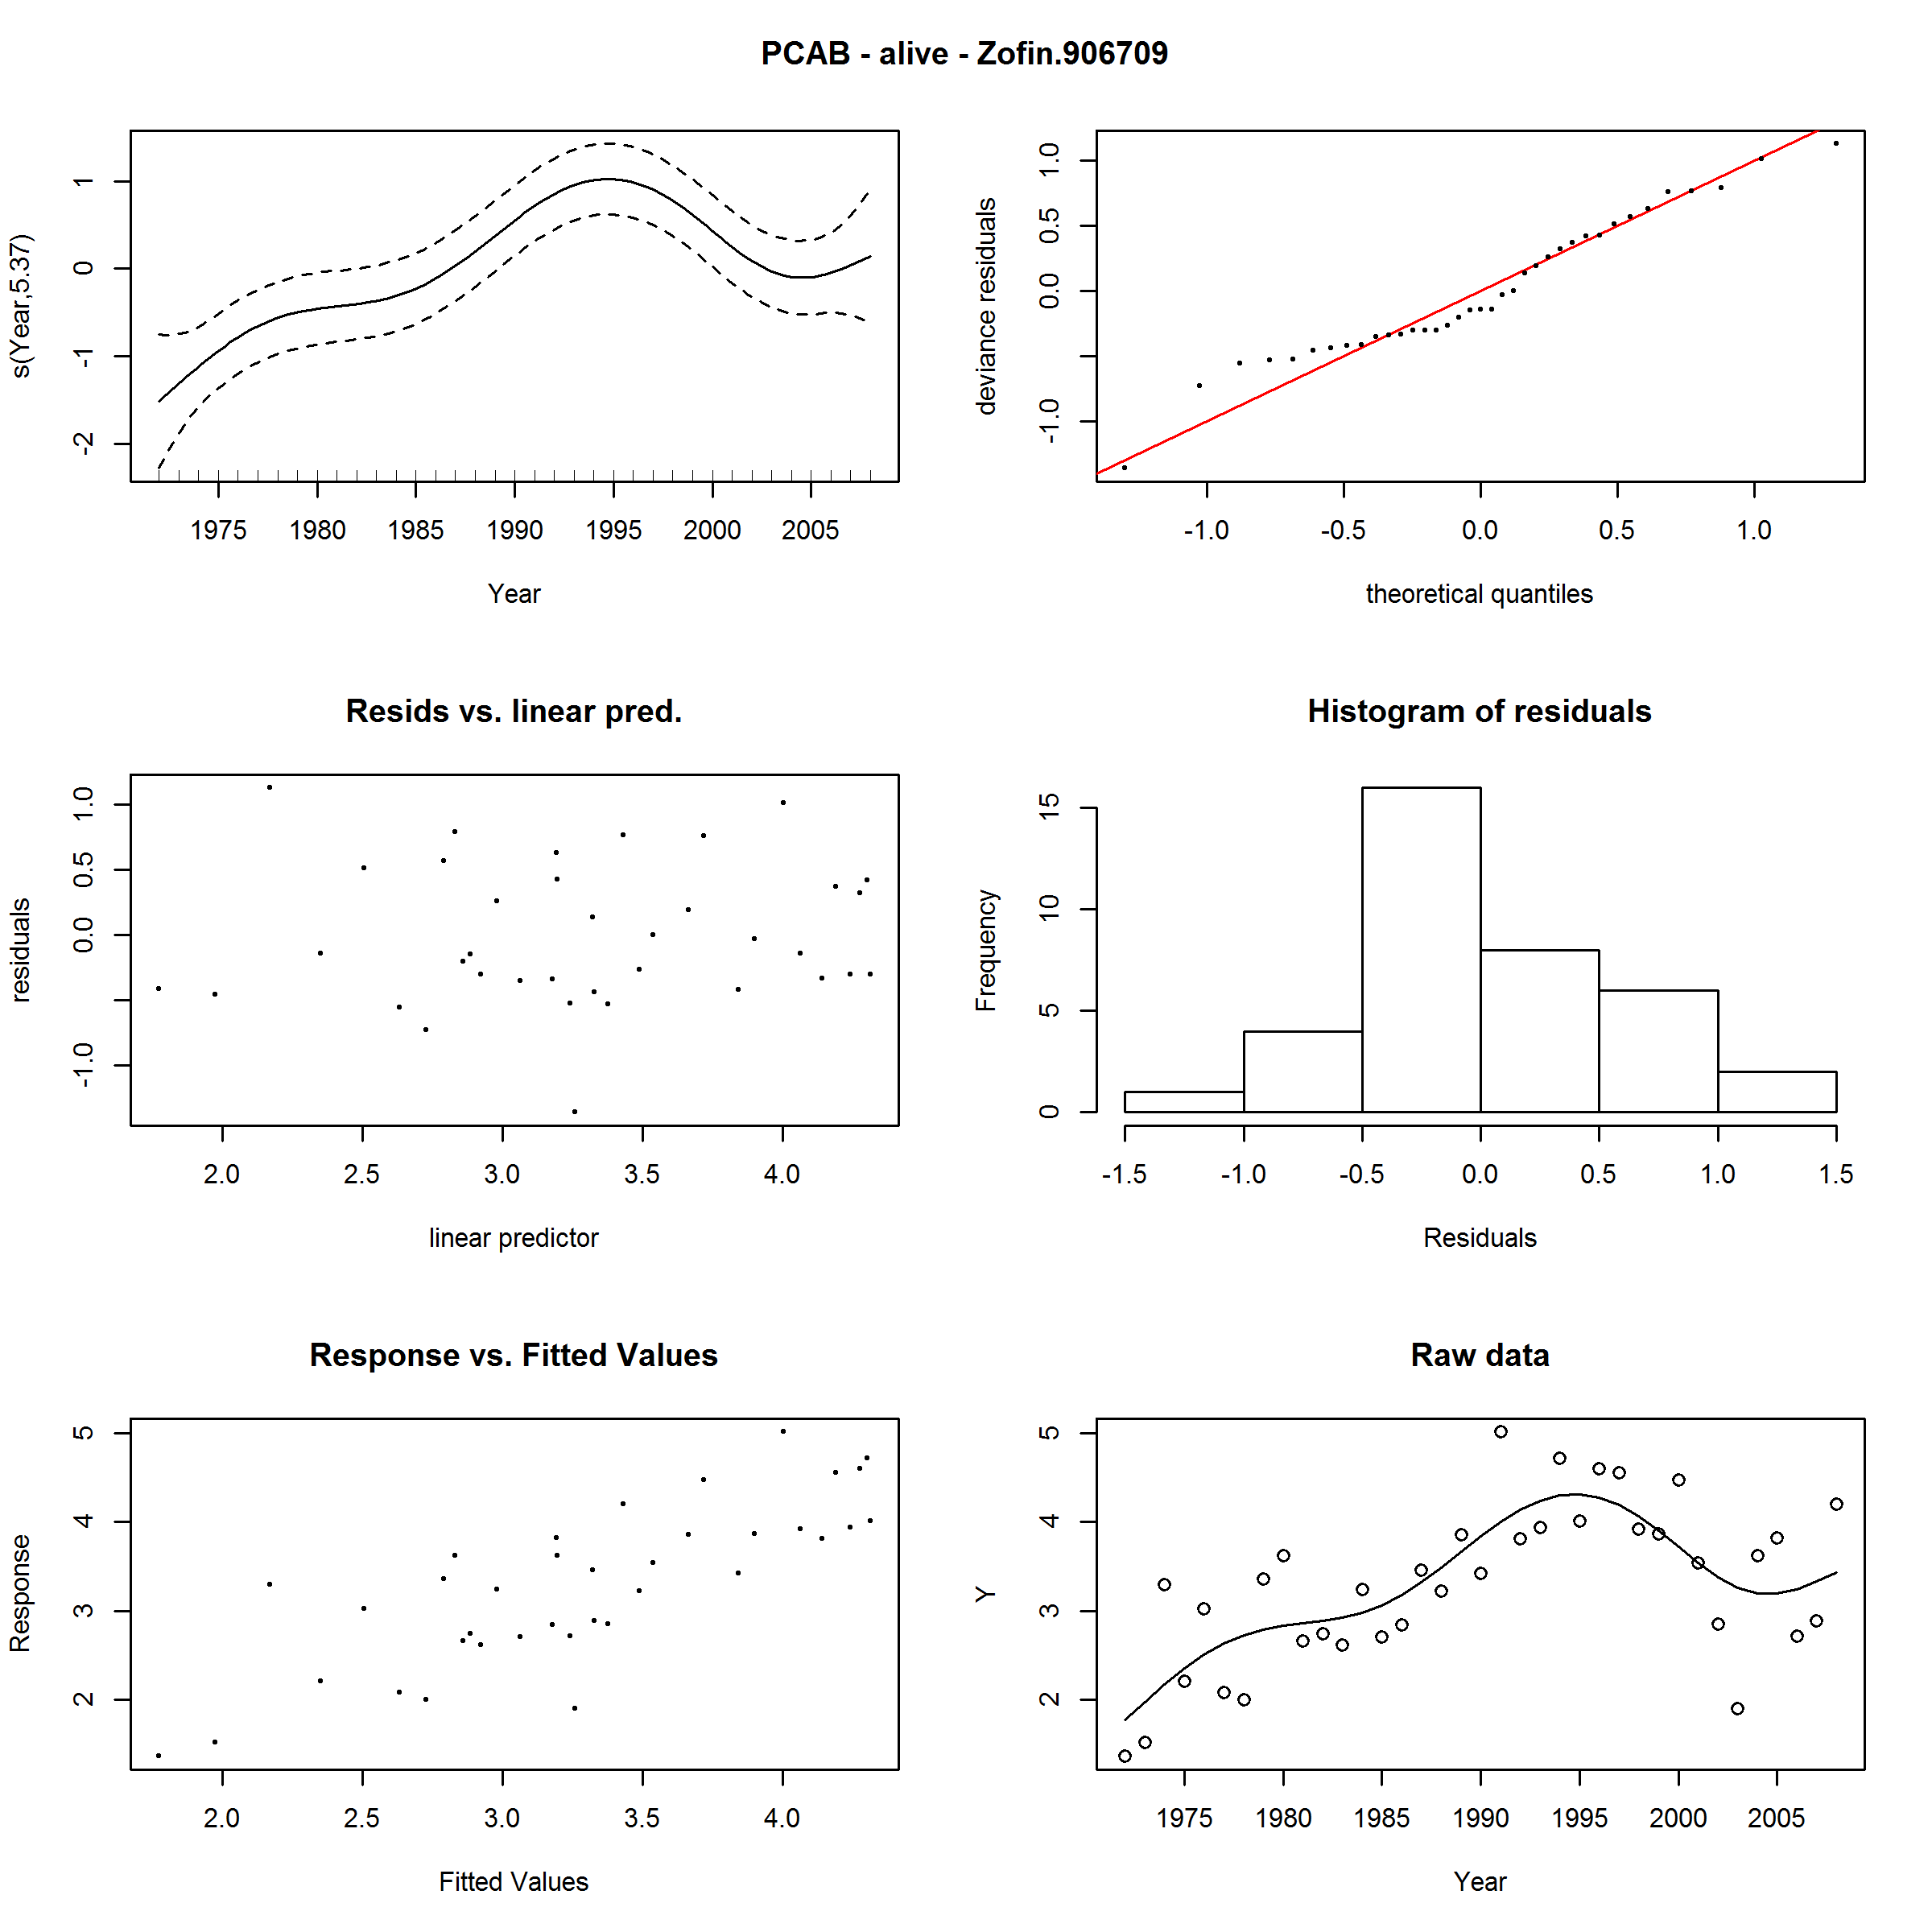 PCAB - alive - Zofin.906709
s(Year,5.37)
1
0
-1
-2
1975 1980 1985 1990 1995 2000 2005
Year
deviance residuals
1.0
0.5
0.0
-1.0
-1.0 -0.5 0.0 0.5 1.0
theoretical quantiles
Resids vs. linear pred.
residuals
1.0
0.5
0.0
-1.0
2.0 2.5 3.0 3.5 4.0
linear predictor
Histogram of residuals
Frequency
15
10
5
0
-1.5 -1.0 -0.5 0.0 0.5 1.0 1.5
Residuals
Response vs. Fitted Values
Response
5
4
3
2
2.0 2.5 3.0 3.5 4.0
Fitted Values
Raw data
Y
5
4
3
2
1975 1980 1985 1990 1995 2000 2005
Year